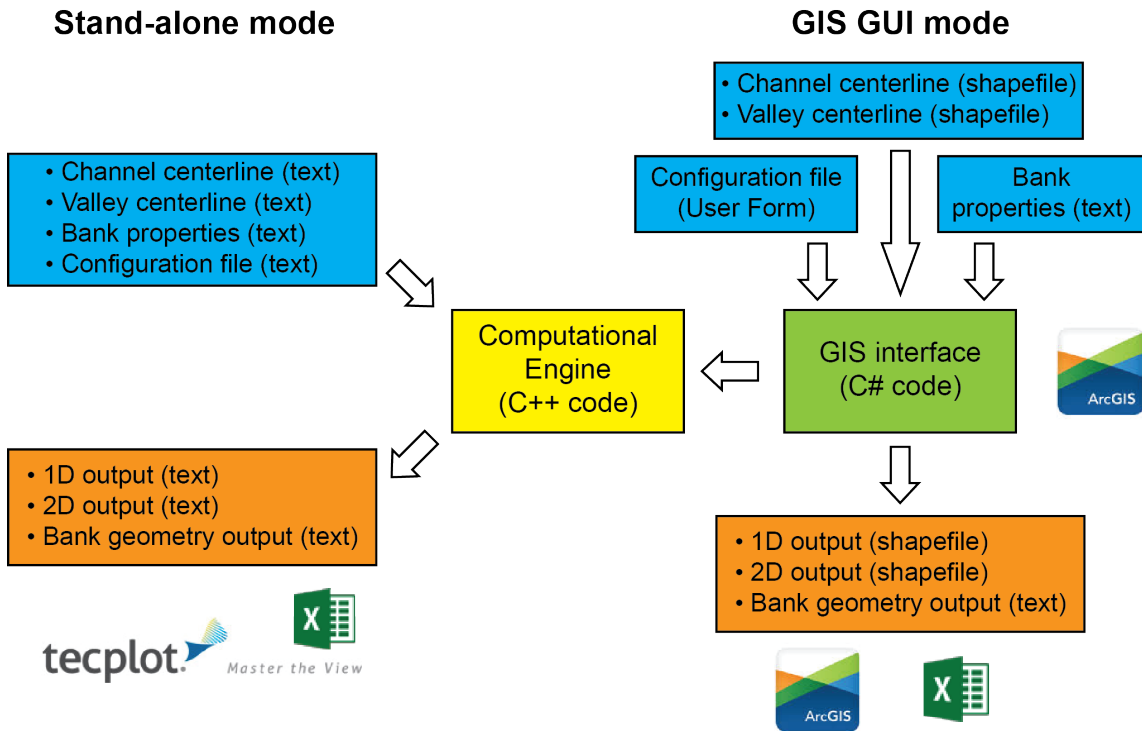 Stand-alone mode
• Channel centerline (text)
• Valley centerline (text)
• Bank properties (text)
• Configuration file (text)
GIS GUI mode
• Channel centerline (shapefile)
• Valley centerline (shapefile)
Configuration file
(User Form)
Bank
properties (text)
Computational
Engine
(C++ code)
GIS interface
(C# code)
ArcGIS
• 1D output (text)
• 2D output (text)
• Bank geometry output (text)
tecplot.
Master the View
X
• 1D output (shapefile)
• 2D output (shapefile)
• Bank geometry output (text)
ArcGIS
X